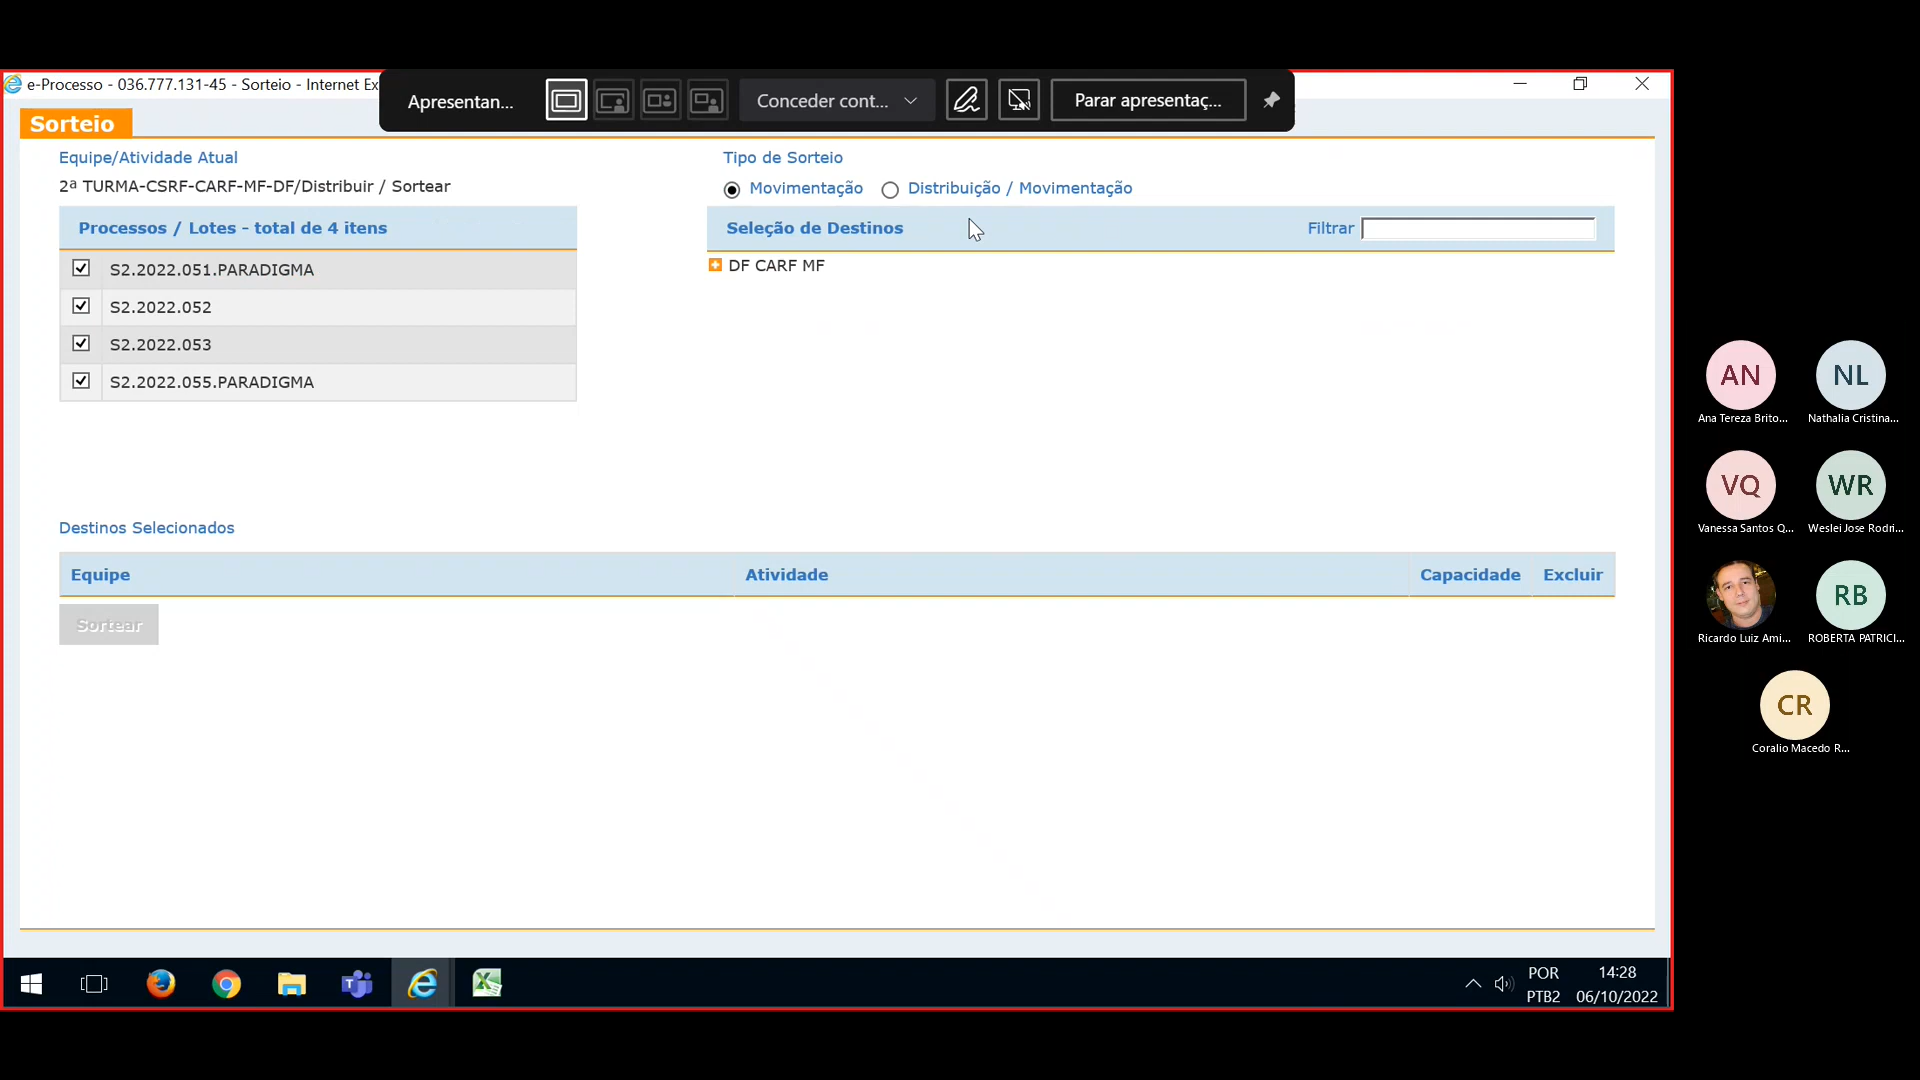 e-Processo - 036.777.131-45 - Sorteio - Internet Ex
Apresentan...
Conceder cont...
Parar apresentaç...
Sorteio
Equipe/Atividade Atual
2ª TURMA-CSRF-CARF-MF-DF/Distribuir / Sortear
Tipo de Sorteio
Movimentação
Distribuição / Movimentação
Processos / Lotes - total de 4 itens
S2.2022.051.PARADIGMA
S2.2022.052
S2.2022.053
S2.2022.055.PARADIGMA
Seleção de Destinos
Filtrar
DF CARF MF
Destinos Selecionados
Equipe
Atividade
Capacidade
Excluir
Sortear
AN
Ana Tereza Brito...
NL
Nathalia Cristina...
VQ
Vanessa Santos Q...
WR
Weslei Jose Rodri...
Ricardo Luiz Ami...
RB
ROBERTA PATRICI...
CR
Coralio Macedo R...
POR
PTB2
14:28
06/10/2022